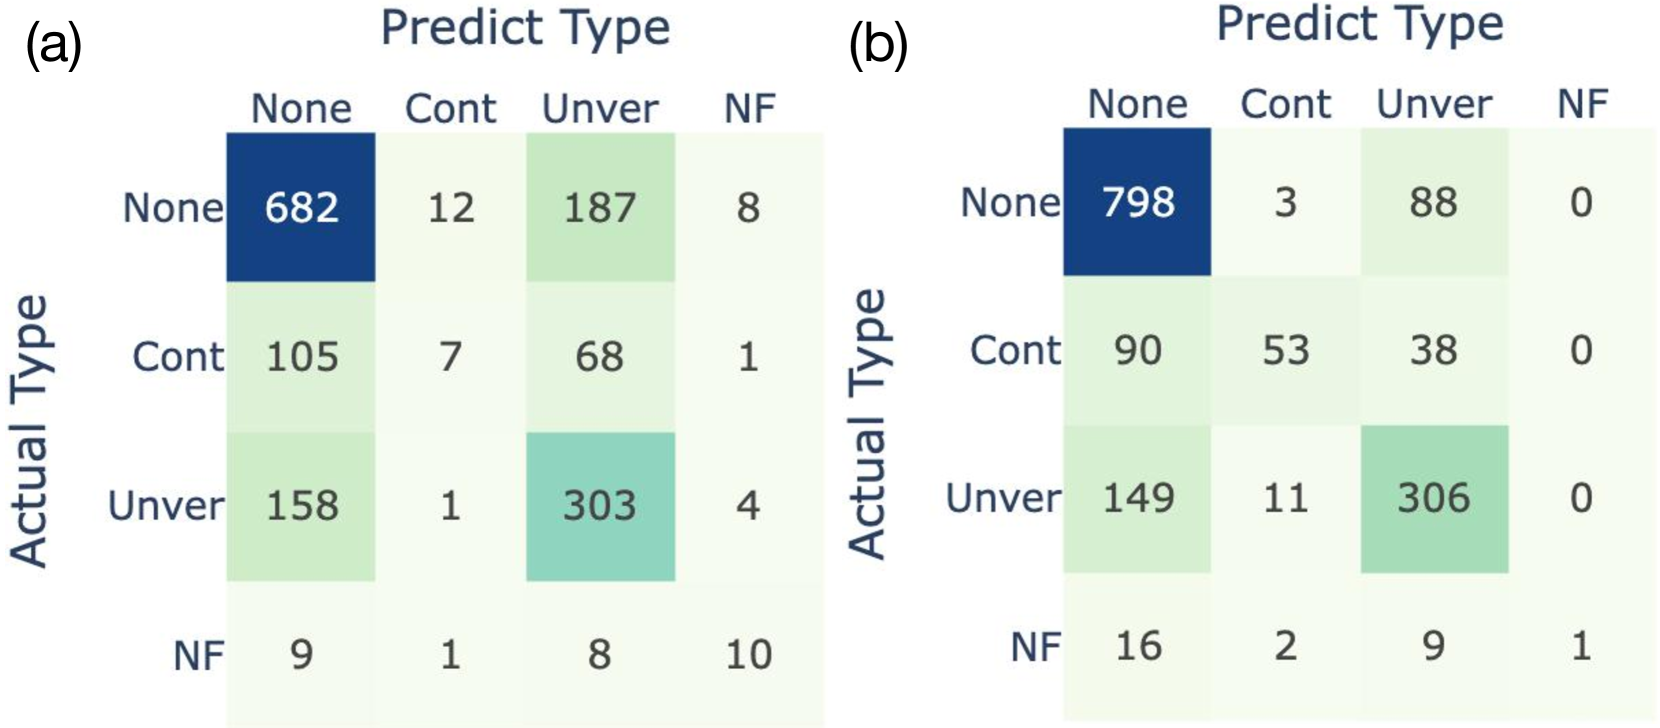 (a)
Predict Type
None Cont Unver NF
Actual Type
None 682 12 187 8
Cont 105 7 68 1
Unver 158 1 303 4
NF 9 1 8 10
(b)
Predict Type
None Cont Unver NF
Actual Type
None 798 3 88 0
Cont 90 53 38 0
Unver 149 11 306 0
NF 16 2 9 1